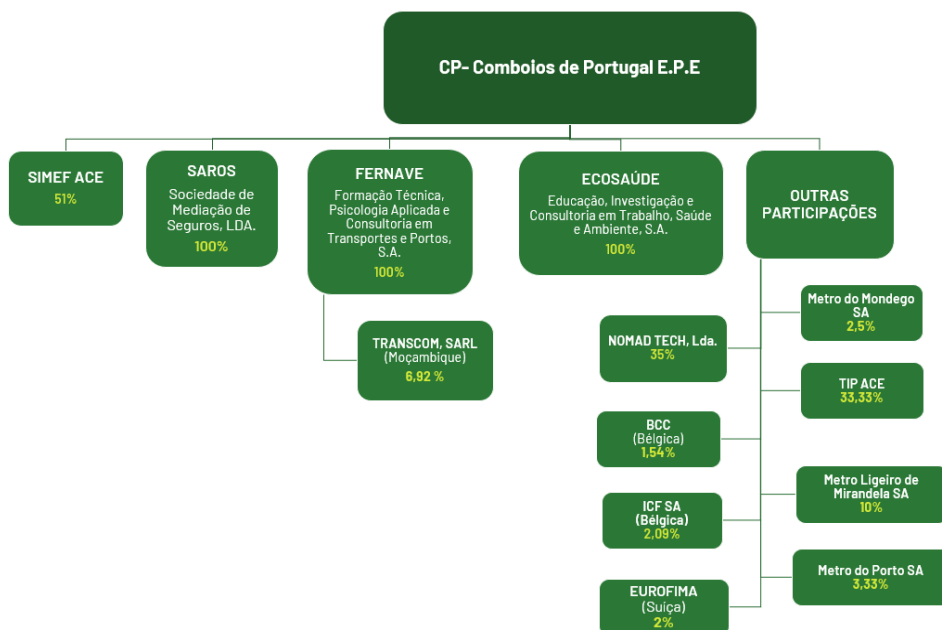 CP- Comboios de Portugal E.P.E
SIMEF ACE
51%
SAROS
Sociedade de
Mediação de
Seguros, LDA.
100%
FERNAVE
Formação Técnica,
Psicologia Aplicada e
Consultoria em
Transportes e Portos,
S.A.
100%
ECOSAÚDE
Educação, Investigação e
Consultoria em Trabalho, Saúde
e Ambiente, S.A.
100%
OUTRAS
PARTICIPAÇÕES
TRANSCOM, SARL
(Moçambique)
6,92 %
NOMAD TECH, Lda.
35%
BCC
(Bélgica)
1,54%
ICF SA
(Bélgica)
2,09%
EUROFIMA
(Suiça)
2%
Metro do Mondego
SA
2,5%
TIP ACE
33,33%
Metro Ligeiro de
Mirandela SA
10%
Metro do Porto SA
3,33%